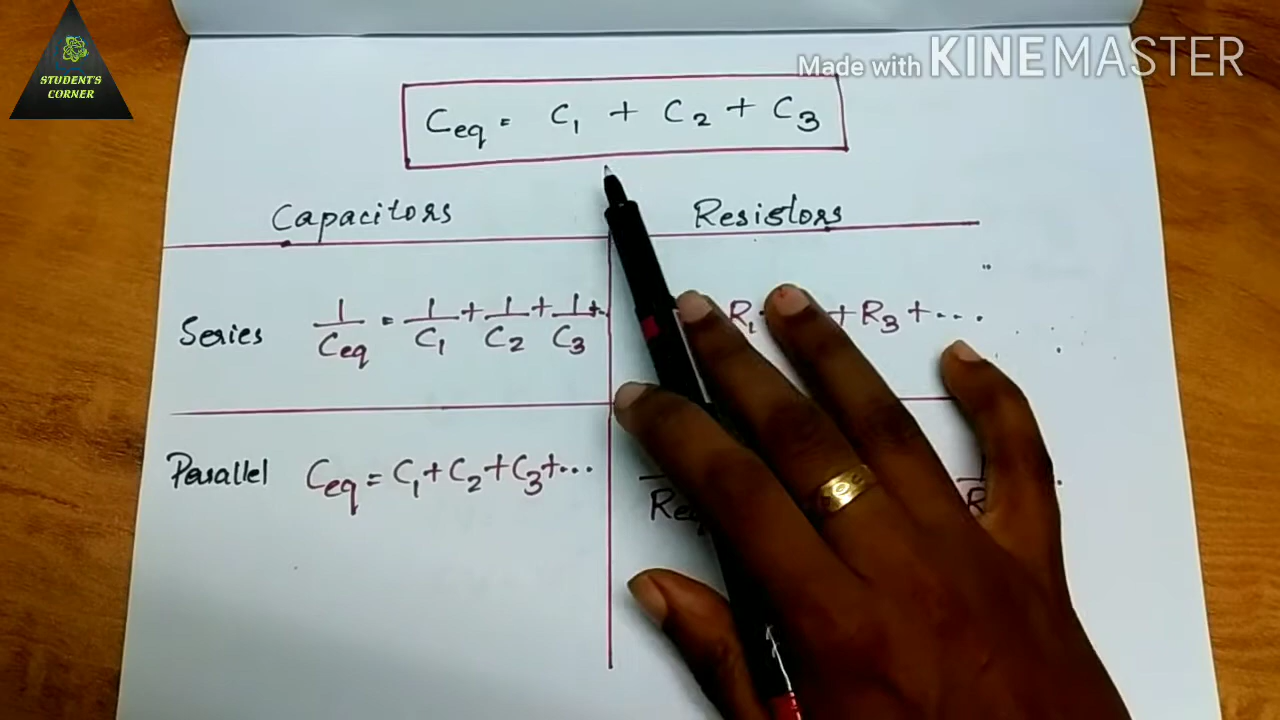 STUDENT'S
CORNER
Made with KINEMASTER
Ceq = C1 + C2 + C3
Capacitors Resistors
Series 1/Ceq = 1/C1 + 1/C2 + 1/C3 + R1 + R3 + ...
Parallel Ceq = C1 + C2 + C3 + ...